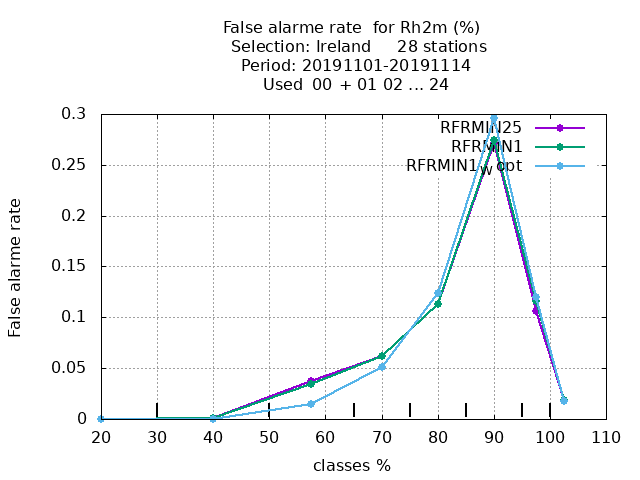 False alarme rate  for Rh2m (%)
Selection: Ireland     28 stations
Period: 20191101-20191114
Used  00 + 01 02 ... 24
RFRMIN25
RFRMIN1
RFRMIN1_w_opt
0.3
0.25
0.2
0.15
0.1
0.05
0
False alarme rate
20 30 40 50 60 70 80 90 100 110
classes %